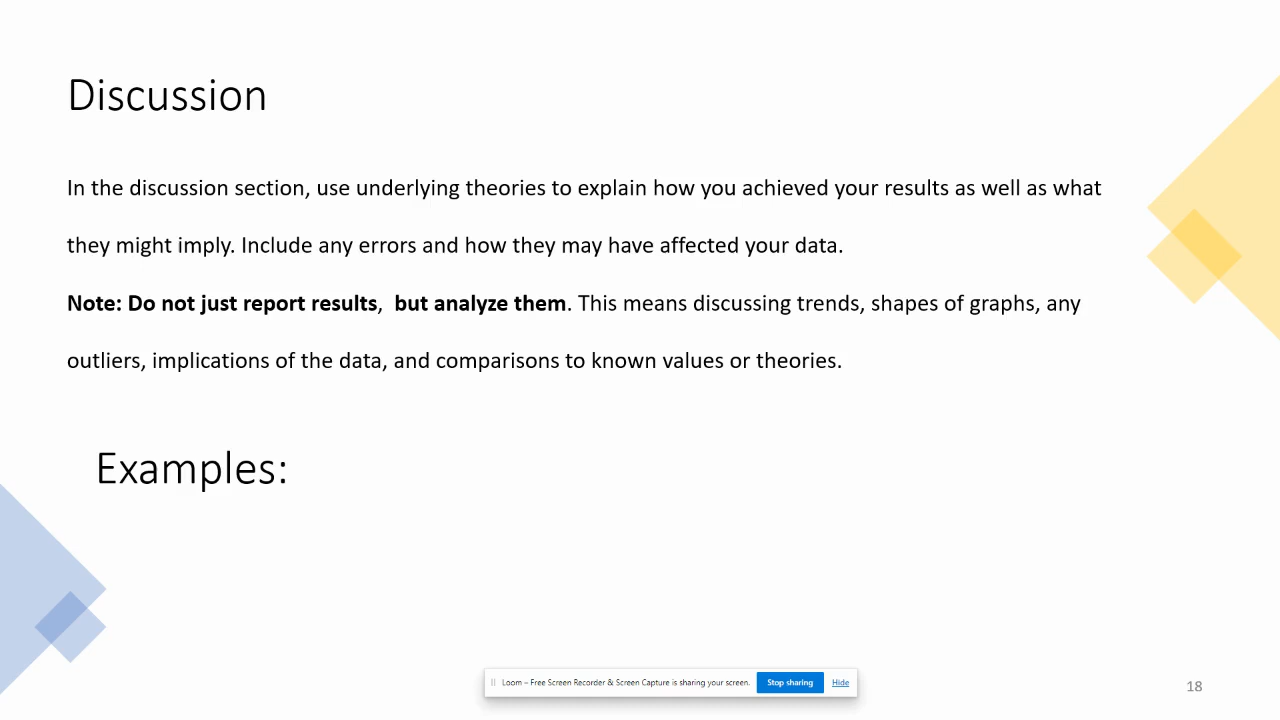 Discussion
In the discussion section, use underlying theories to explain how you achieved your results as well as what
they might imply. Include any errors and how they may have affected your data.
Note: Do not just report results,  but analyze them. This means discussing trends, shapes of graphs, any
outliers, implications of the data, and comparisons to known values or theories.
Examples:
Loom – Free Screen Recorder & Screen Capture is sharing your screen. Stop sharing Hide
18